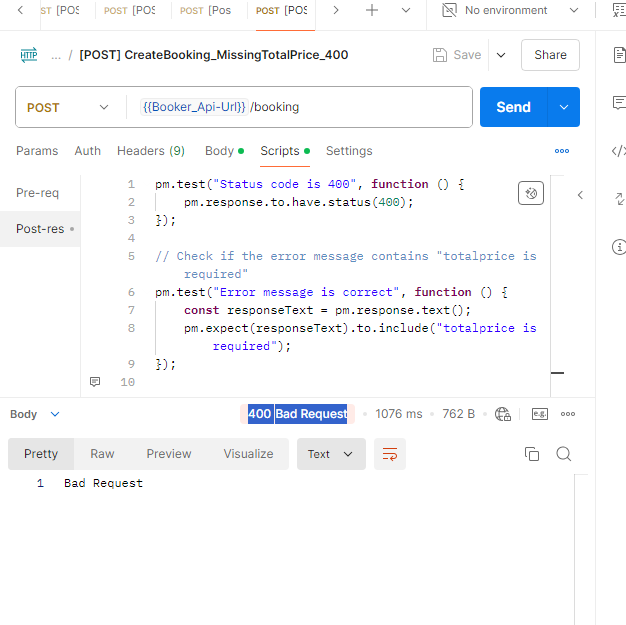 ST [POS
POST [POS
POST [Pos
POST [POS
No environment
HTTP
... / [POST] CreateBooking_MissingTotalPrice_400
Save
Share
POST
{{Booker_Api-Url}} /booking
Send
Params Auth Headers (9) Body Scripts Settings
Pre-req
Post-res
1 pm.test("Status code is 400", function () {
2 pm.response.to.have.status(400);
3 });
4
5 // Check if the error message contains "totalprice is
required"
6 pm.test("Error message is correct", function () {
7 const responseText = pm.response.text();
8 pm.expect(responseText).to.include("totalprice is
required");
9 });
10
Body
400 Bad Request
1076 ms
762 B
e.g.
Pretty Raw Preview Visualize Text
1 Bad Request